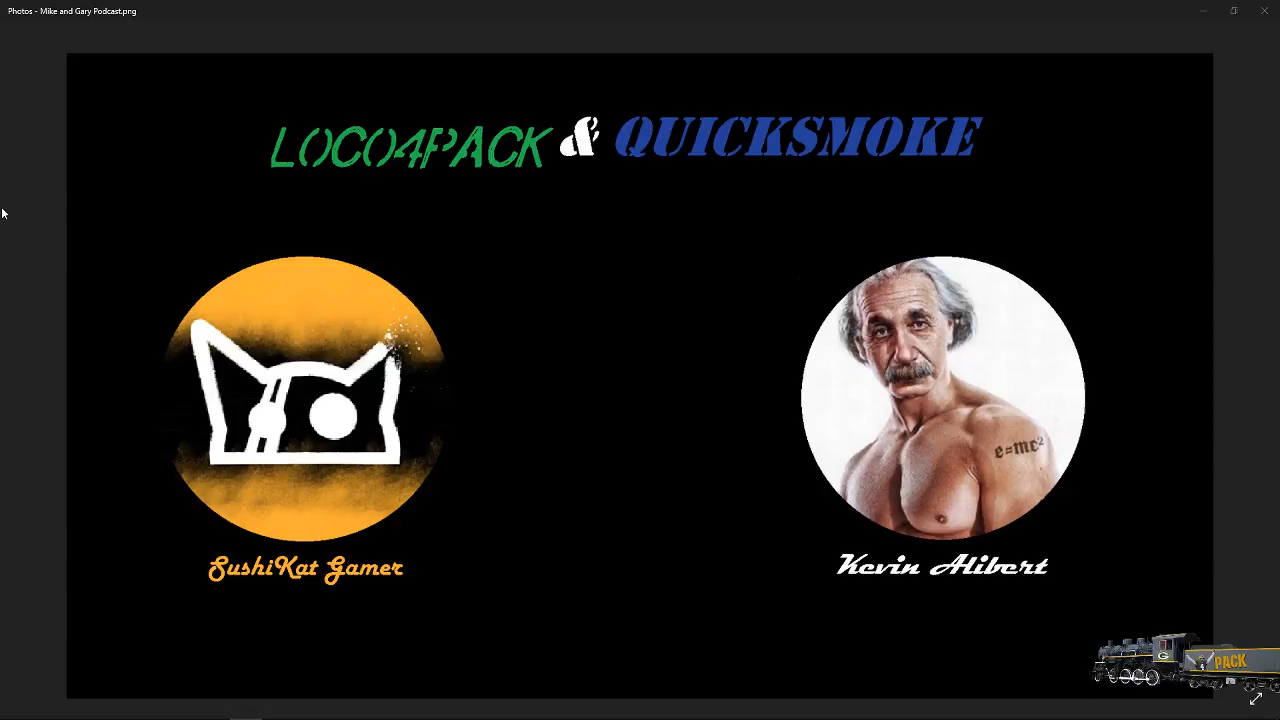 Photos - Mike and Gary Podcast.png
LOCO4PACK & QUICKSMOKE
e=mc²
SushiKat Gamer
Kevin Alibert
G
PACK